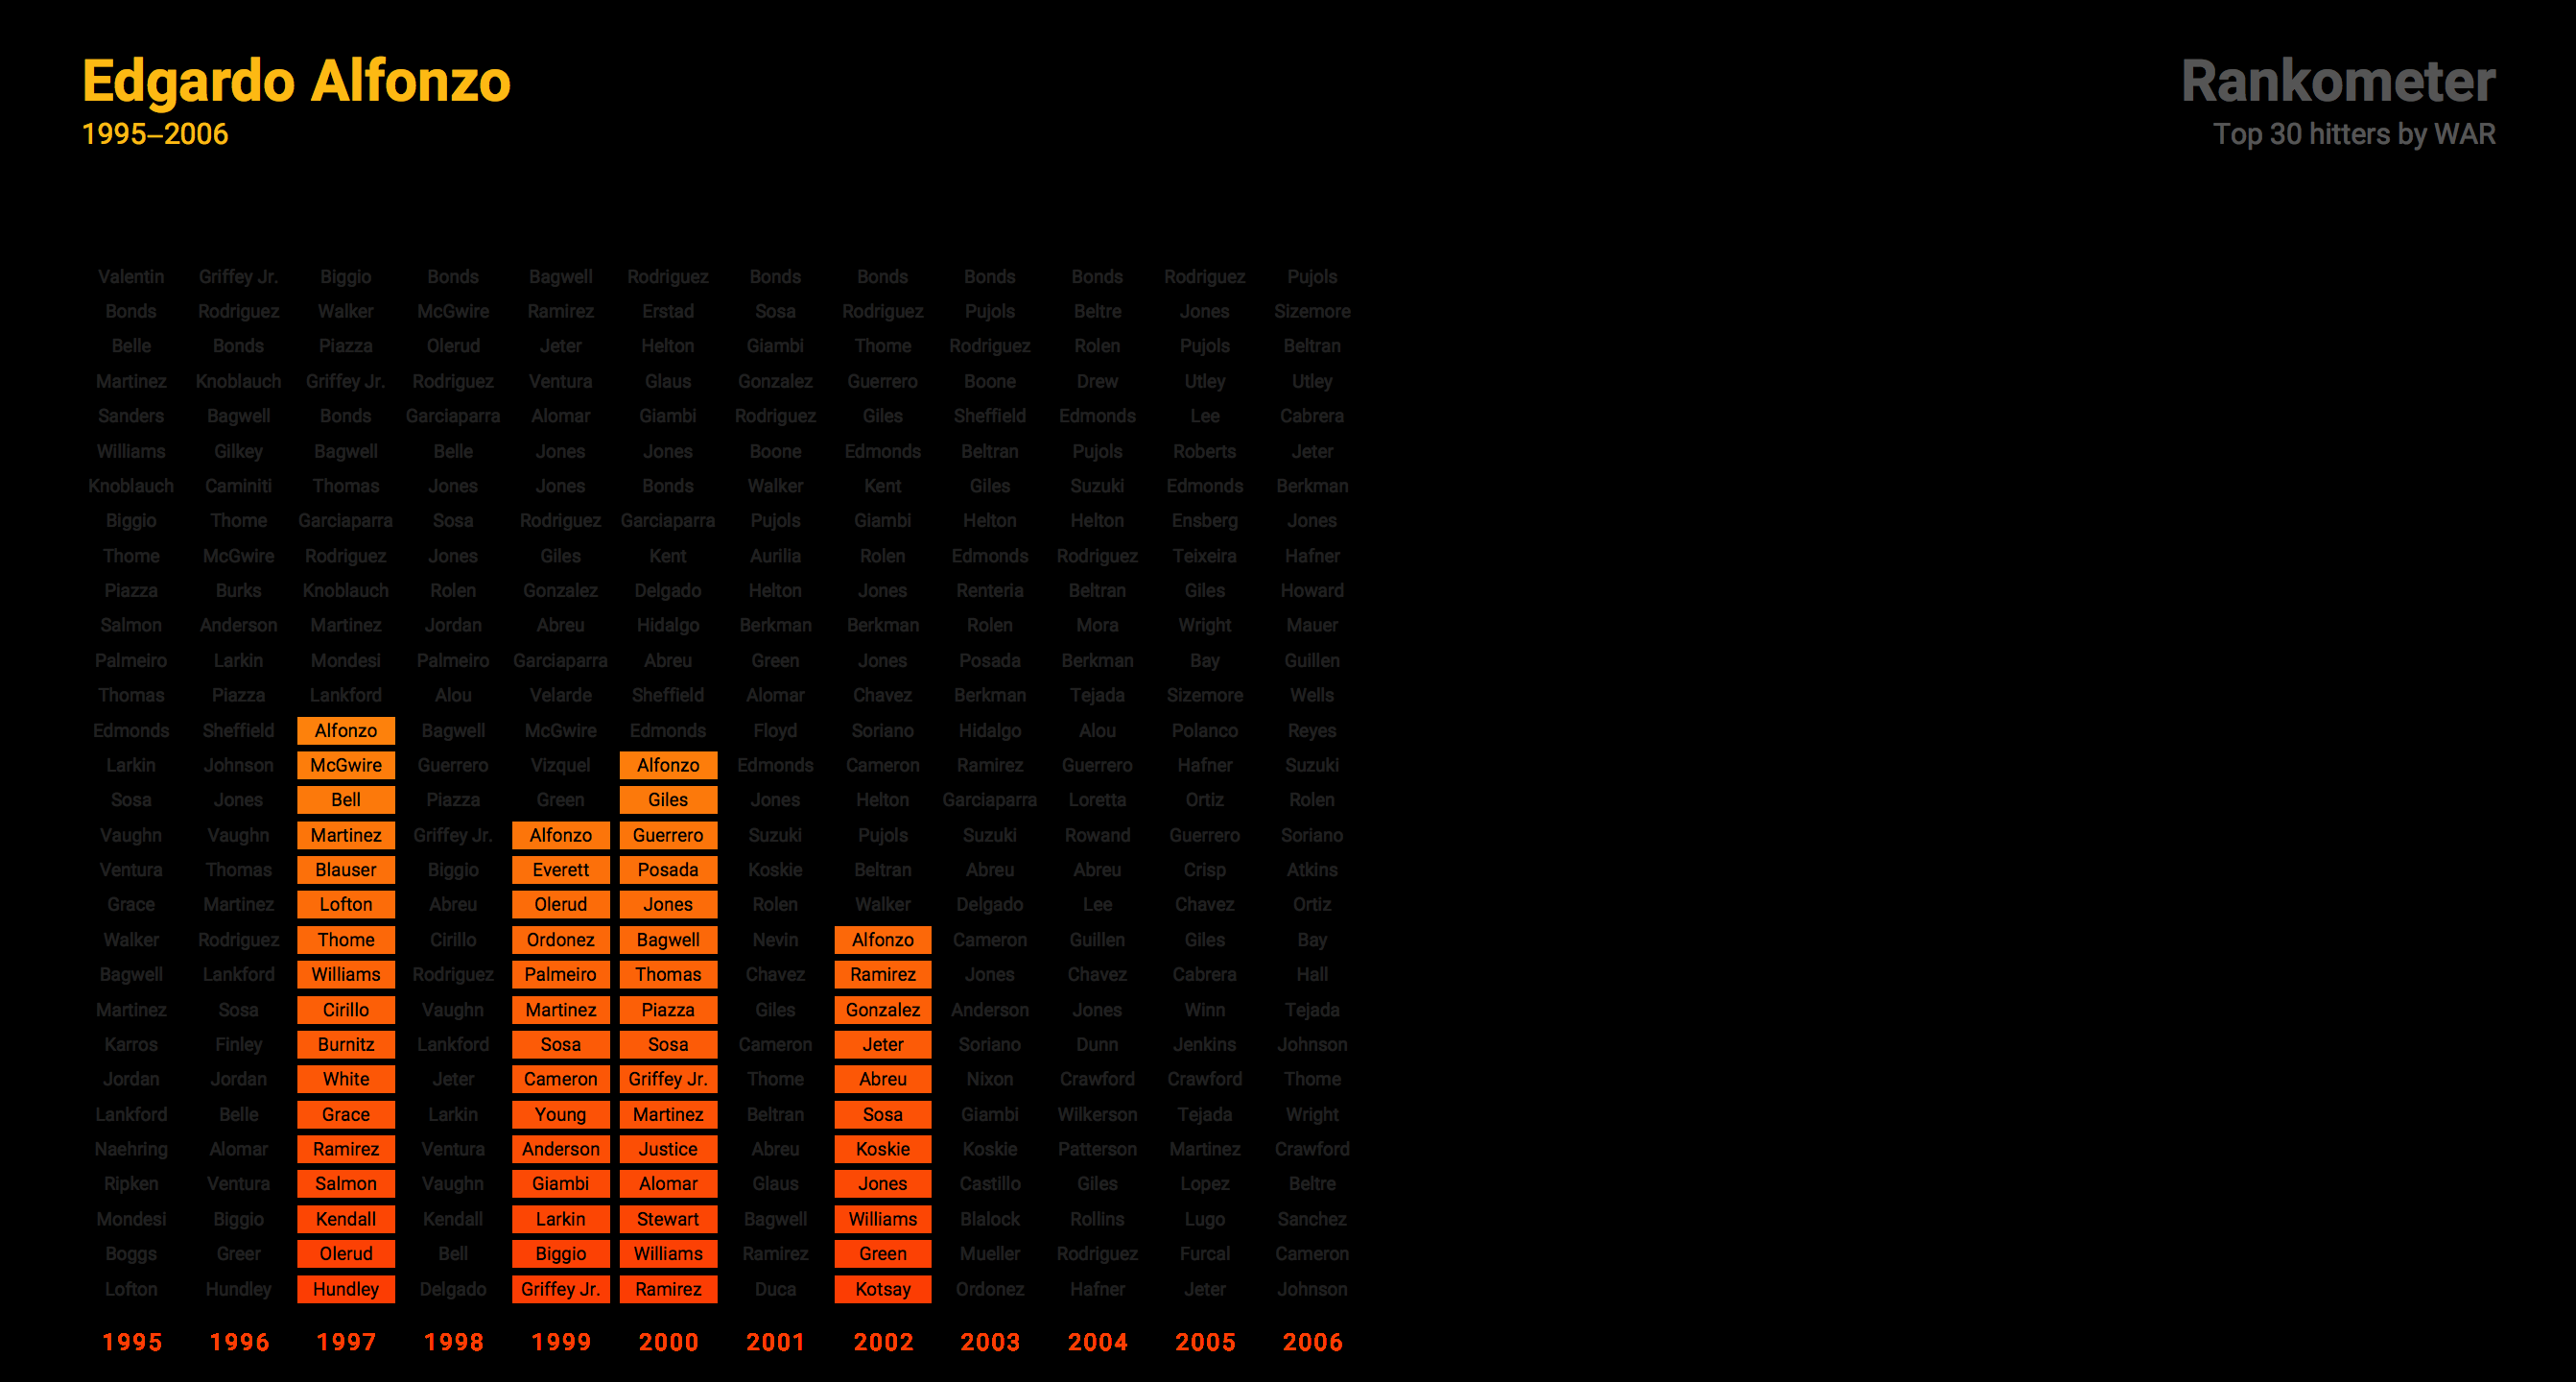 Edgardo Alfonzo
1995–2006
Rankometer
Top 30 hitters by WAR
Valentin Griffey Jr. Biggio Bonds Bagwell Rodriguez Bonds Bonds Bonds Bonds Rodriguez Pujols
Bonds Rodriguez Walker McGwire Ramirez Erstad Sosa Rodriguez Pujols Beltre Jones Sizemore
Belle Bonds Piazza Olerud Jeter Helton Giambi Thome Rodriguez Rolen Pujols Beltran
Martinez Knoblauch Griffey Jr. Rodriguez Ventura Glaus Gonzalez Guerrero Boone Drew Utley Utley
Sanders Bagwell Bonds Garciaparra Alomar Giambi Rodriguez Giles Sheffield Edmonds Lee Cabrera
Williams Gilkey Bagwell Belle Jones Jones Boone Edmonds Beltran Pujols Roberts Jeter
Knoblauch Caminiti Thomas Jones Jones Bonds Walker Kent Giles Suzuki Edmonds Berkman
Biggio Thome Garciaparra Sosa Rodriguez Garciaparra Pujols Giambi Helton Helton Ensberg Jones
Thome McGwire Rodriguez Jones Giles Kent Aurilia Rolen Edmonds Rodriguez Teixeira Hafner
Piazza Burks Knoblauch Rolen Gonzalez Delgado Helton Jones Renteria Beltran Giles Howard
Salmon Anderson Martinez Jordan Abreu Hidalgo Berkman Berkman Rolen Mora Wright Mauer
Palmeiro Larkin Mondesi Palmeiro Garciaparra Abreu Green Jones Posada Berkman Bay Guillen
Thomas Piazza Lankford Alou Velarde Sheffield Alomar Chavez Berkman Tejada Sizemore Wells
Edmonds Sheffield Alfonzo Bagwell McGwire Edmonds Floyd Soriano Hidalgo Alou Polanco Reyes
Larkin Johnson McGwire Guerrero Vizquel Alfonzo Edmonds Cameron Ramirez Guerrero Hafner Suzuki
Sosa Jones Bell Piazza Green Giles Jones Helton Garciaparra Loretta Ortiz Rolen
Vaughn Vaughn Martinez Griffey Jr. Alfonzo Guerrero Suzuki Pujols Suzuki Rowand Guerrero Soriano
Ventura Thomas Blauser Biggio Everett Posada Koskie Beltran Abreu Abreu Crisp Atkins
Grace Martinez Lofton Abreu Olerud Jones Rolen Walker Delgado Lee Chavez Ortiz
Walker Rodriguez Thome Cirillo Ordonez Bagwell Nevin Alfonzo Cameron Guillen Giles Bay
Bagwell Lankford Williams Rodriguez Palmeiro Thomas Chavez Ramirez Jones Chavez Cabrera Hall
Martinez Sosa Cirillo Vaughn Martinez Piazza Giles Gonzalez Anderson Jones Winn Tejada
Karros Finley Burnitz Lankford Sosa Sosa Cameron Jeter Soriano Dunn Jenkins Johnson
Jordan Jordan White Jeter Cameron Griffey Jr. Thome Abreu Nixon Crawford Crawford Thome
Lankford Belle Grace Larkin Young Martinez Beltran Sosa Giambi Wilkerson Tejada Wright
Naehring Alomar Ramirez Ventura Anderson Justice Abreu Koskie Koskie Patterson Martinez Crawford
Ripken Ventura Salmon Vaughn Giambi Alomar Glaus Jones Castillo Giles Lopez Beltre
Mondesi Biggio Kendall Kendall Larkin Stewart Bagwell Williams Blalock Rollins Lugo Sanchez
Boggs Greer Olerud Bell Biggio Williams Ramirez Green Mueller Rodriguez Furcal Cameron
Lofton Hundley Hundley Delgado Griffey Jr. Ramirez Duca Kotsay Ordonez Hafner Jeter Johnson
1995 1996 1997 1998 1999 2000 2001 2002 2003 2004 2005 2006